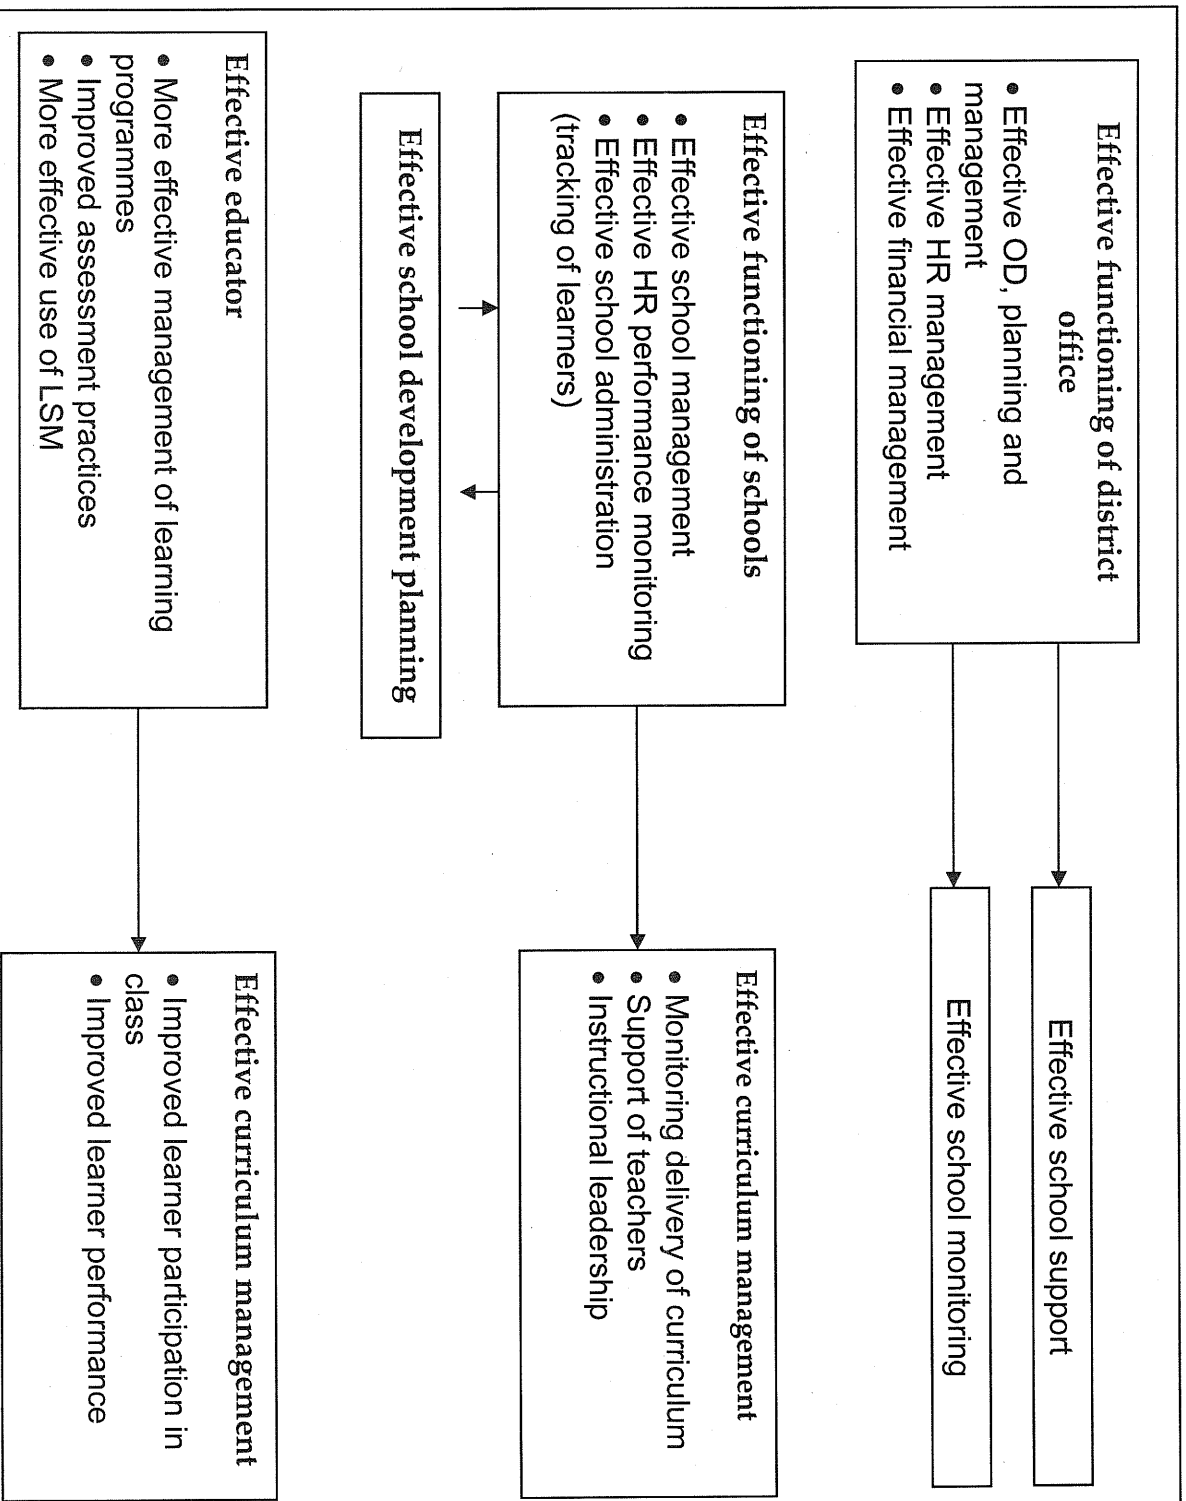 Effective functioning of district
office
• Effective OD, planning and
management
• Effective HR management
• Effective financial management
Effective school support
Effective school monitoring
Effective functioning of schools
• Effective school management
• Effective HR performance monitoring
• Effective school administration
(tracking of learners)
Effective curriculum management
• Monitoring delivery of curriculum
• Support of teachers
• Instructional leadership
Effective school development planning
Effective educator
• More effective management of learning
programmes
• Improved assessment practices
• More effective use of LSM
Effective curriculum management
• Improved learner participation in
class
• Improved learner performance